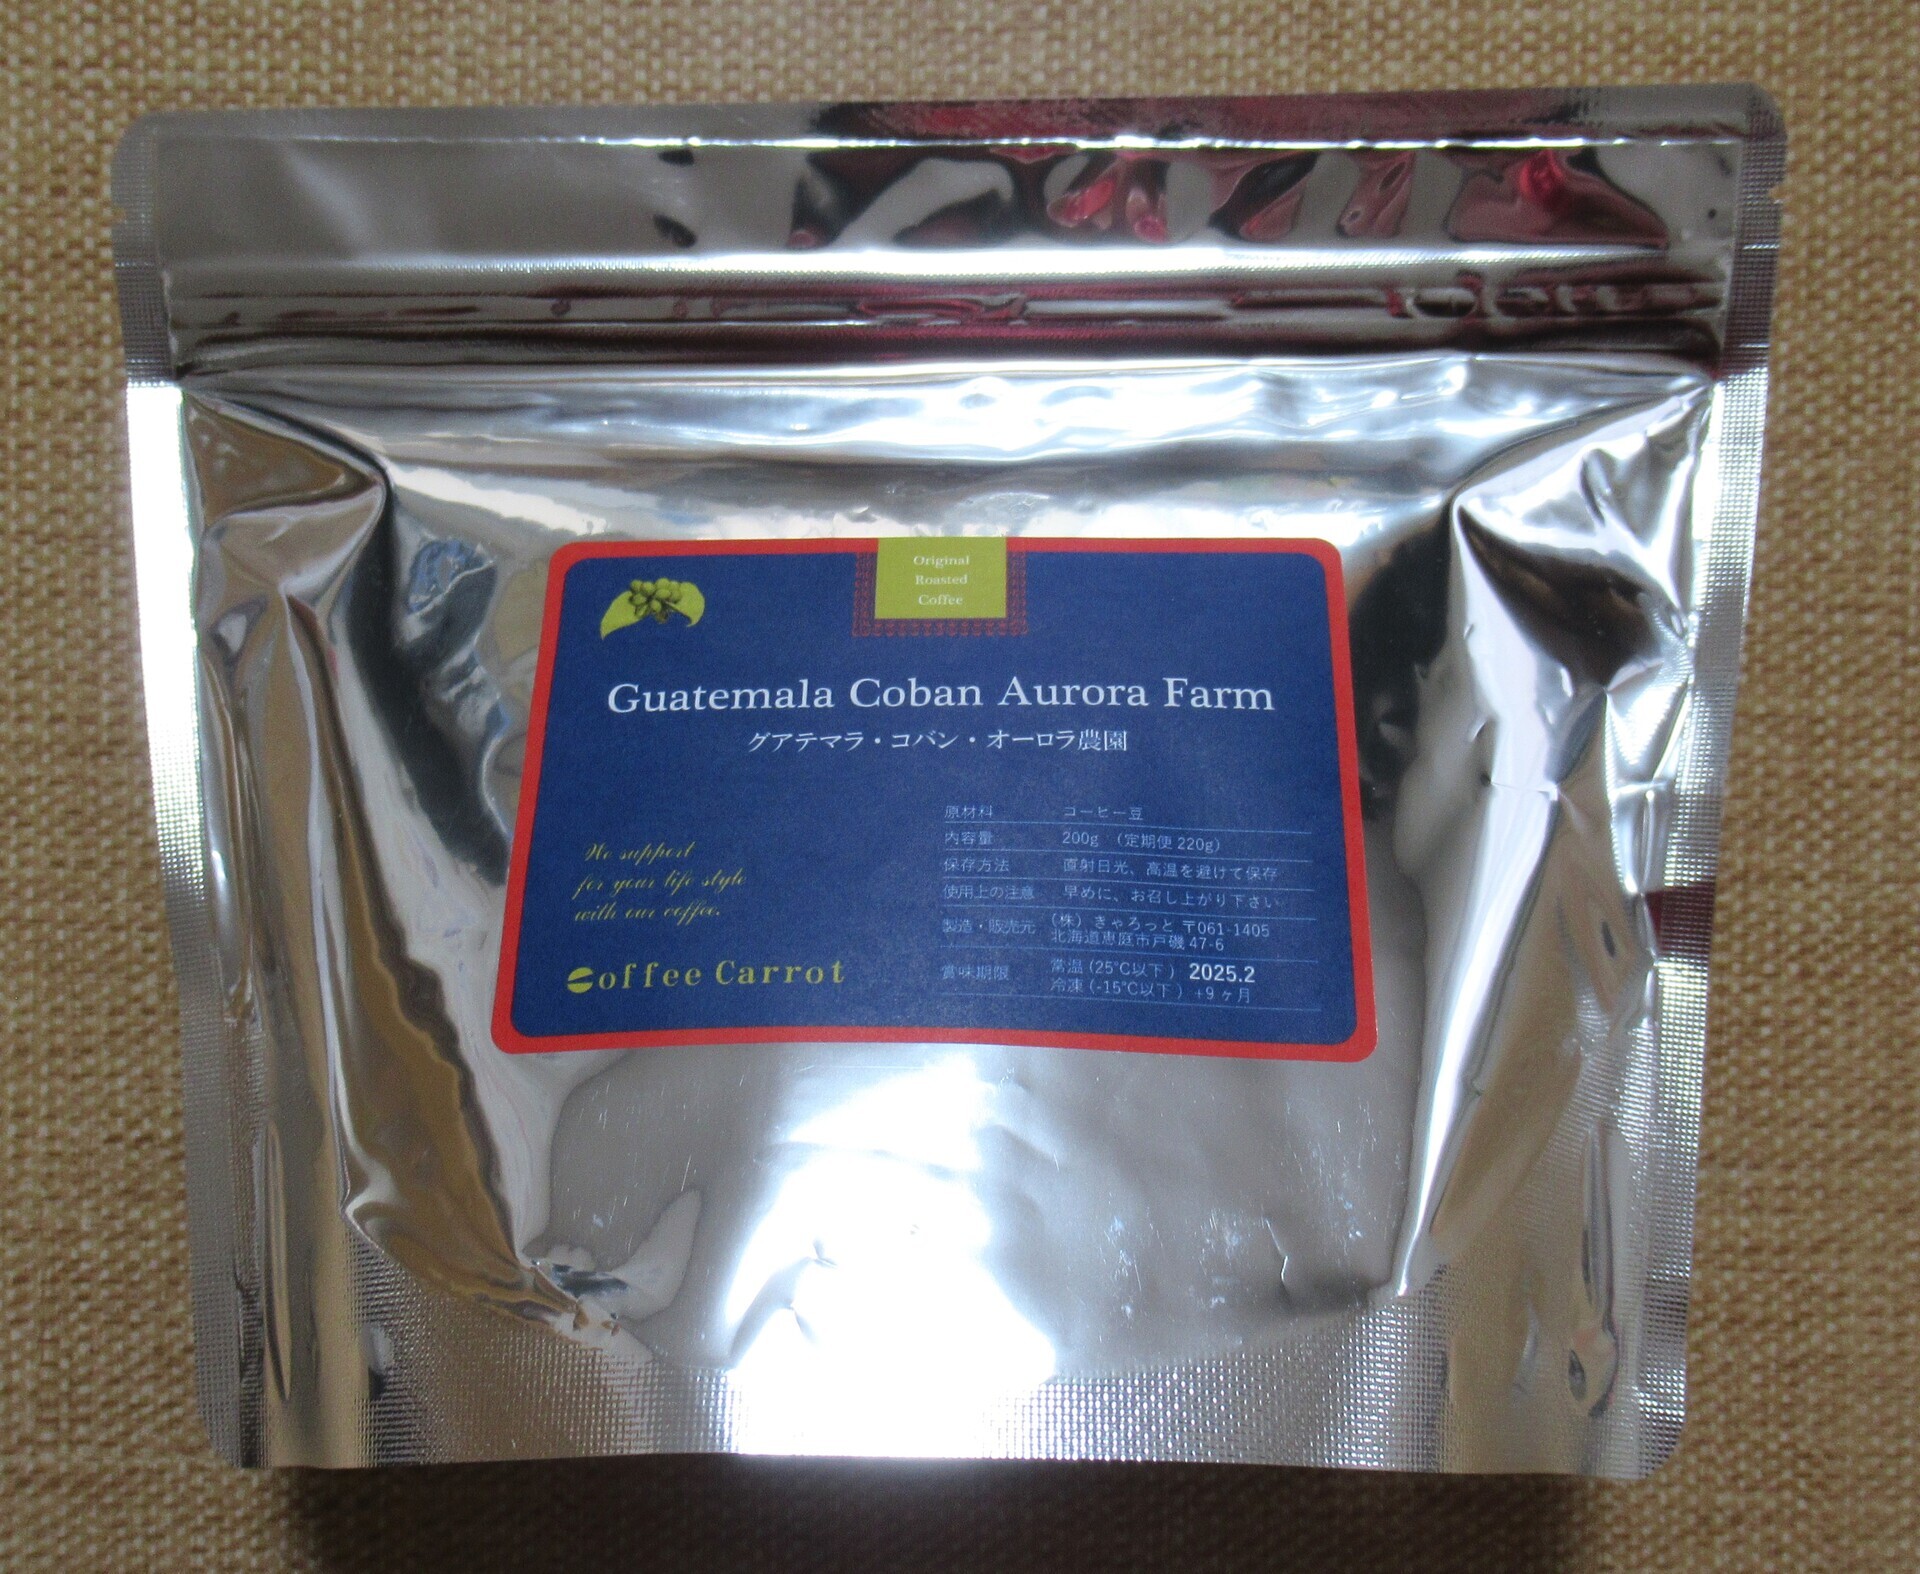 Original
Roasted
Coffee
Guatemala Coban Aurora Farm
グアテマラ・コバン・オーロラ農園
We support
for your life style
with our coffee.
Coffee Carrot
原材料 コーヒー豆
内容量 200g （定期便 220g）
保存方法 直射日光、高温を避けて保存
使用上の注意 早めに、お召し上がり下さい。
製造・販売元 （株）きゃろっと 〒061-1405
北海道恵庭市戸磯 47-6
賞味期限 常温 (25℃以下 ) 2025.2
冷凍 (-15℃以下 ) +9 ヶ月